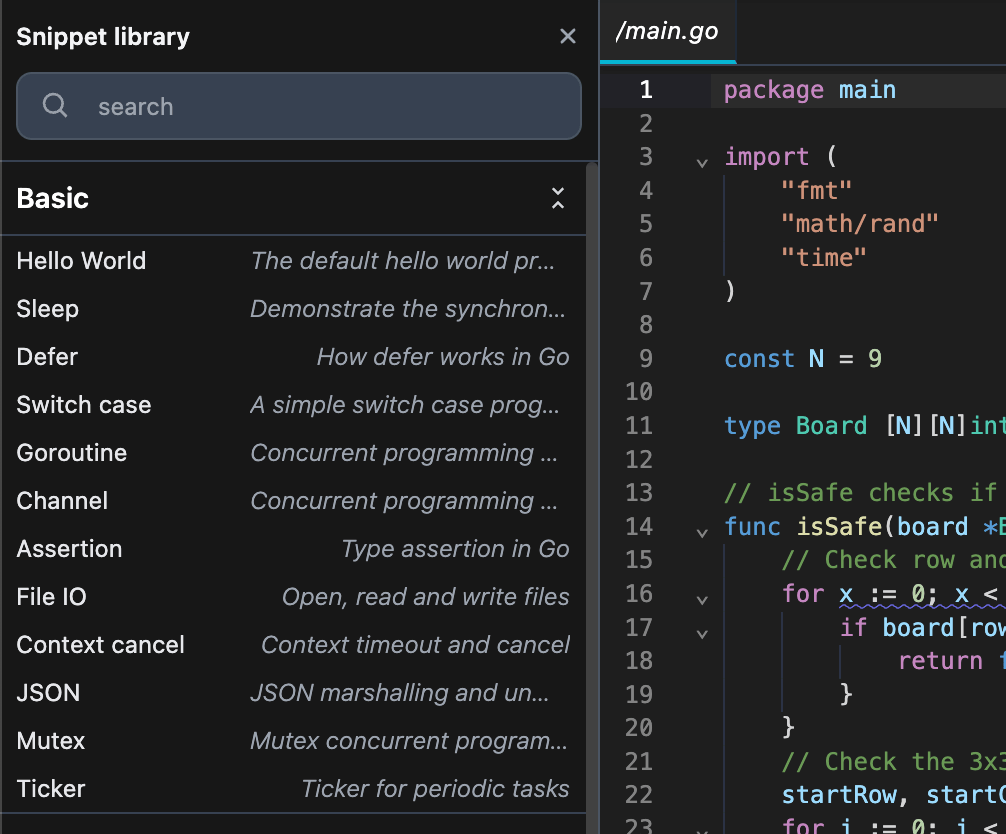 Snippet library
search
Basic
Hello World The default hello world pr...
Sleep Demonstrate the synchron...
Defer How defer works in Go
Switch case A simple switch case prog...
Goroutine Concurrent programming ...
Channel Concurrent programming ...
Assertion Type assertion in Go
File IO Open, read and write files
Context cancel Context timeout and cancel
JSON JSON marshalling and un...
Mutex Mutex concurrent program...
Ticker Ticker for periodic tasks
/main.go
1 package main
2
3 import (
4 "fmt"
5 "math/rand"
6 "time"
7 )
8
9 const N = 9
10
11 type Board [N][N]int
12
13 // isSafe checks if
14 func isSafe(board *B
15 // Check row and
16 for x := 0; x <
17 if board[row
18 return f
19 }
20 }
21 // Check the 3x3
22 startRow, startC
23 for i := 0; i <